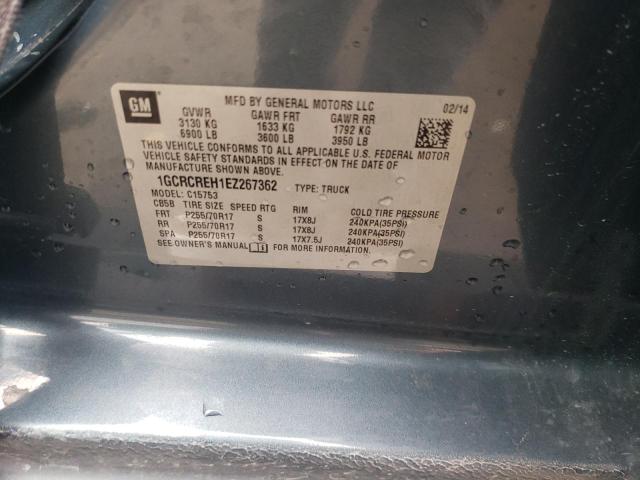 GM
MFD BY GENERAL MOTORS LLC
02/14
GVWR GAWR FRT GAWR RR
3130 KG 1633 KG 1792 KG
6900 LB 3600 LB 3950 LB
THIS VEHICLE CONFORMS TO ALL APPLICABLE U.S. FEDERAL MOTOR
VEHICLE SAFETY STANDARDS IN EFFECT ON THE DATE OF
MANUFACTURE SHOWN ABOVE.
1GCRCREH1EZ267362 TYPE: TRUCK
MODEL: C15753
CB5B TIRE SIZE SPEED RTG RIM COLD TIRE PRESSURE
FRT P255/70R17 S 17X8J 240KPA(35PSI)
RR P255/70R17 S 17X8J 240KPA(35PSI)
SPA P255/70R17 S 17X7.5J 240KPA(35PSI)
SEE OWNER'S MANUAL FOR MORE INFORMATION.